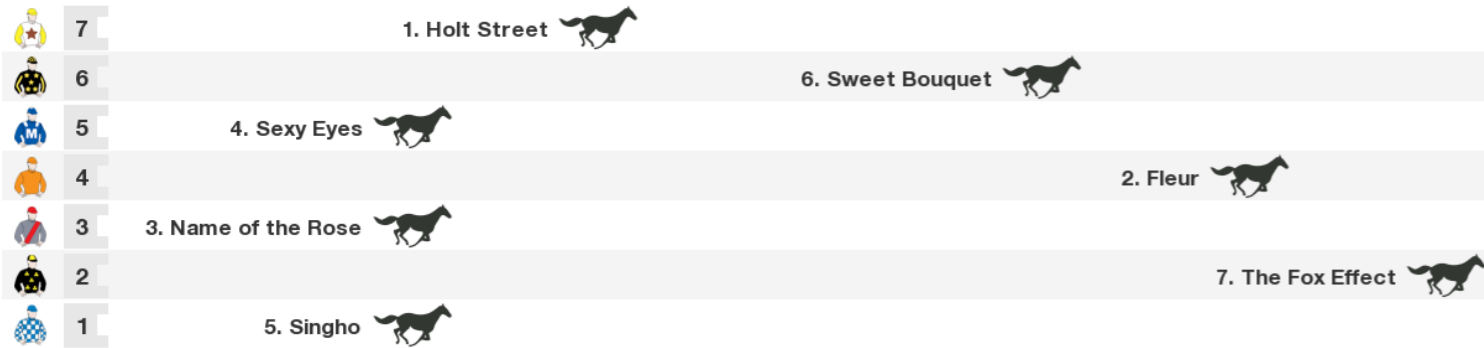 7 1. Holt Street
6 6. Sweet Bouquet
M 5 4. Sexy Eyes
4 2. Fleur
3 3. Name of the Rose
2 7. The Fox Effect
1 5. Singho